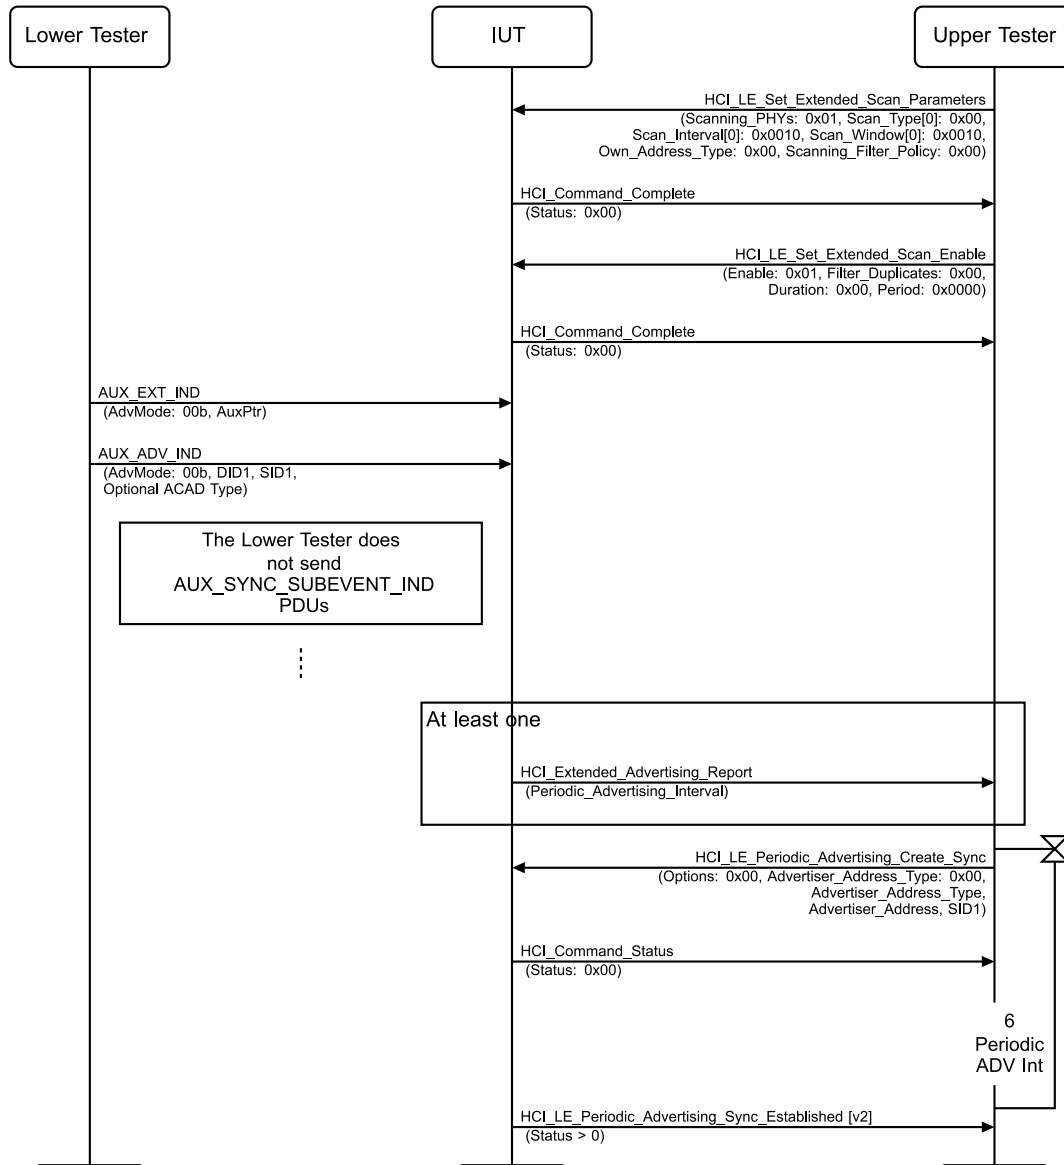 Lower Tester
IUT
Upper Tester
HCI_LE_Set_Extended_Scan_Parameters
(Scanning_PHYs: 0x01, Scan_Type[0]: 0x00,
Scan_Interval[0]: 0x0010, Scan_Window[0]: 0x0010,
Own_Address_Type: 0x00, Scanning_Filter_Policy: 0x00)
HCI_Command_Complete
(Status: 0x00)
HCI_LE_Set_Extended_Scan_Enable
(Enable: 0x01, Filter_Duplicates: 0x00,
Duration: 0x00, Period: 0x0000)
HCI_Command_Complete
(Status: 0x00)
AUX_EXT_IND
(AdvMode: 00b, AuxPtr)
AUX_ADV_IND
(AdvMode: 00b, DID1, SID1,
Optional ACAD Type)
The Lower Tester does
not send
AUX_SYNC_SUBEVENT_IND
PDUs
At least one
HCI_Extended_Advertising_Report
(Periodic_Advertising_Interval)
HCI_LE_Periodic_Advertising_Create_Sync
(Options: 0x00, Advertiser_Address_Type: 0x00,
Advertiser_Address_Type,
Advertiser_Address, SID1)
HCI_Command_Status
(Status: 0x00)
6
Periodic
ADV Int
HCI_LE_Periodic_Advertising_Sync_Established [v2]
(Status > 0)